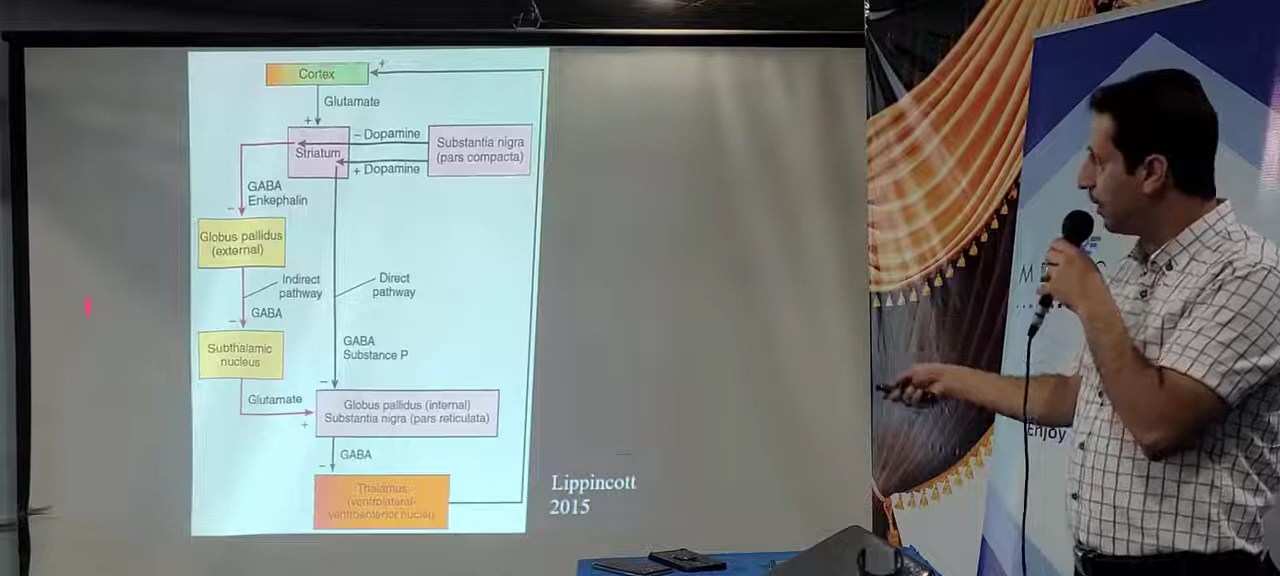 Cortex
+
Glutamate
+
Striatum
– Dopamine
+ Dopamine
Substantia nigra
(pars compacta)
GABA
Enkephalin
–
Globus pallidus
(external)
Indirect
pathway
Direct
pathway
–
GABA
Subthalamic
nucleus
GABA
Substance P
–
Glutamate
+
Globus pallidus (internal)
Substantia nigra (pars reticulata)
GABA
–
Thalamus
(ventrolateral-
ventroanterior nuclei)
Lippincott
2015
M E
Enjoy